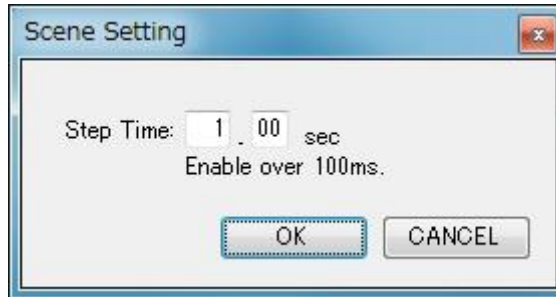 Scene Setting
x
Step Time: 1 . 00 sec
Enable over 100ms.
OK CANCEL